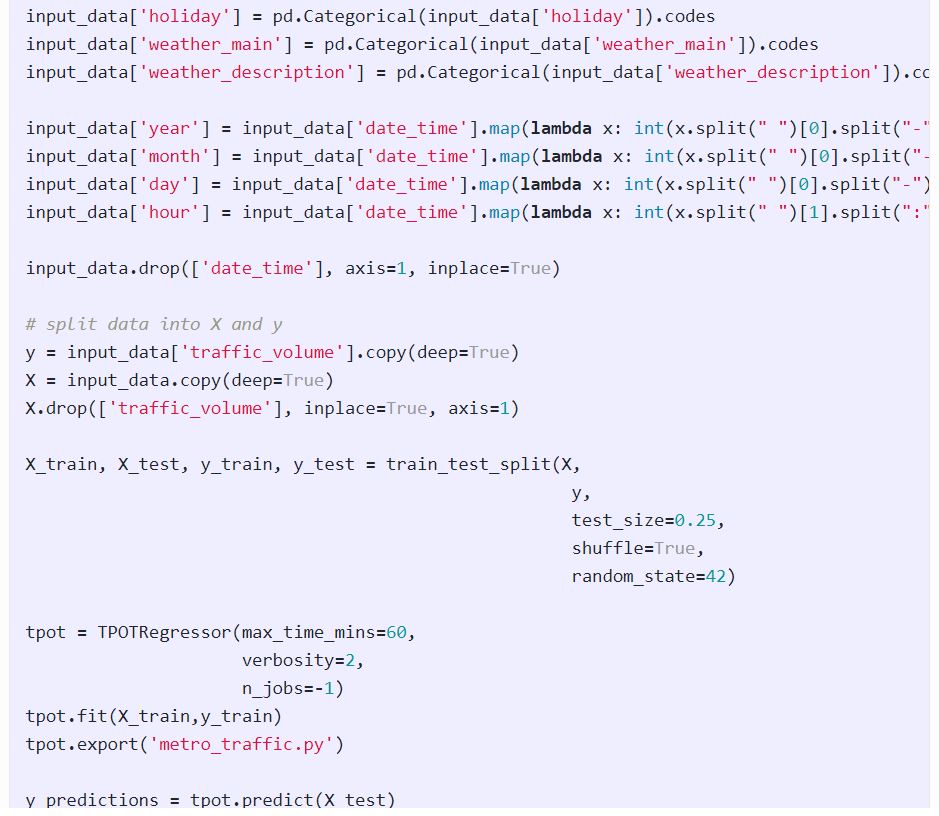 input_data['holiday'] = pd.Categorical(input_data['holiday']).codes
input_data['weather_main'] = pd.Categorical(input_data['weather_main']).codes
input_data['weather_description'] = pd.Categorical(input_data['weather_description']).co
input_data['year'] = input_data['date_time'].map(lambda x: int(x.split(" ")[0].split("-"
input_data['month'] = input_data['date_time'].map(lambda x: int(x.split(" ")[0].split("-
input_data['day'] = input_data['date_time'].map(lambda x: int(x.split(" ")[0].split("-")
input_data['hour'] = input_data['date_time'].map(lambda x: int(x.split(" ")[1].split(":"
input_data.drop(['date_time'], axis=1, inplace=True)
# split data into X and y
y = input_data['traffic_volume'].copy(deep=True)
X = input_data.copy(deep=True)
X.drop(['traffic_volume'], inplace=True, axis=1)
X_train, X_test, y_train, y_test = train_test_split(X,
y,
test_size=0.25,
shuffle=True,
random_state=42)
tpot = TPOTRegressor(max_time_mins=60,
verbosity=2,
n_jobs=-1)
tpot.fit(X_train,y_train)
tpot.export('metro_traffic.py')
y_predictions = tpot.predict(X_test)